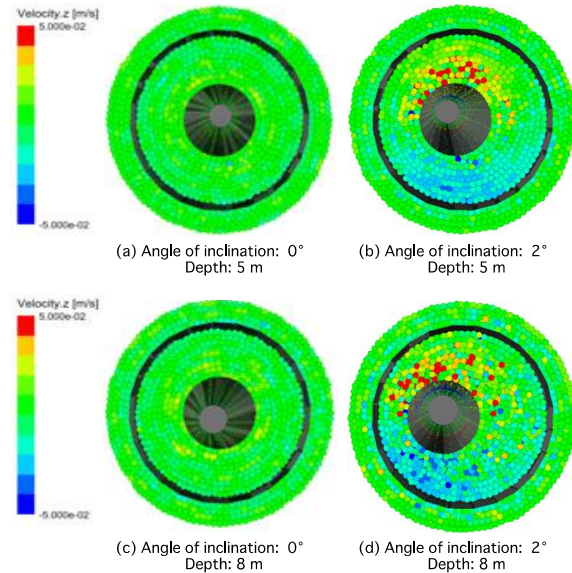 Velocity.z [m/s]
5.000e-02
-5.000e-02
(a) Angle of inclination: 0°
Depth: 5 m
(b) Angle of inclination: 2°
Depth: 5 m
Velocity.z [m/s]
5.000e-02
-5.000e-02
(c) Angle of inclination: 0°
Depth: 8 m
(d) Angle of inclination: 2°
Depth: 8 m